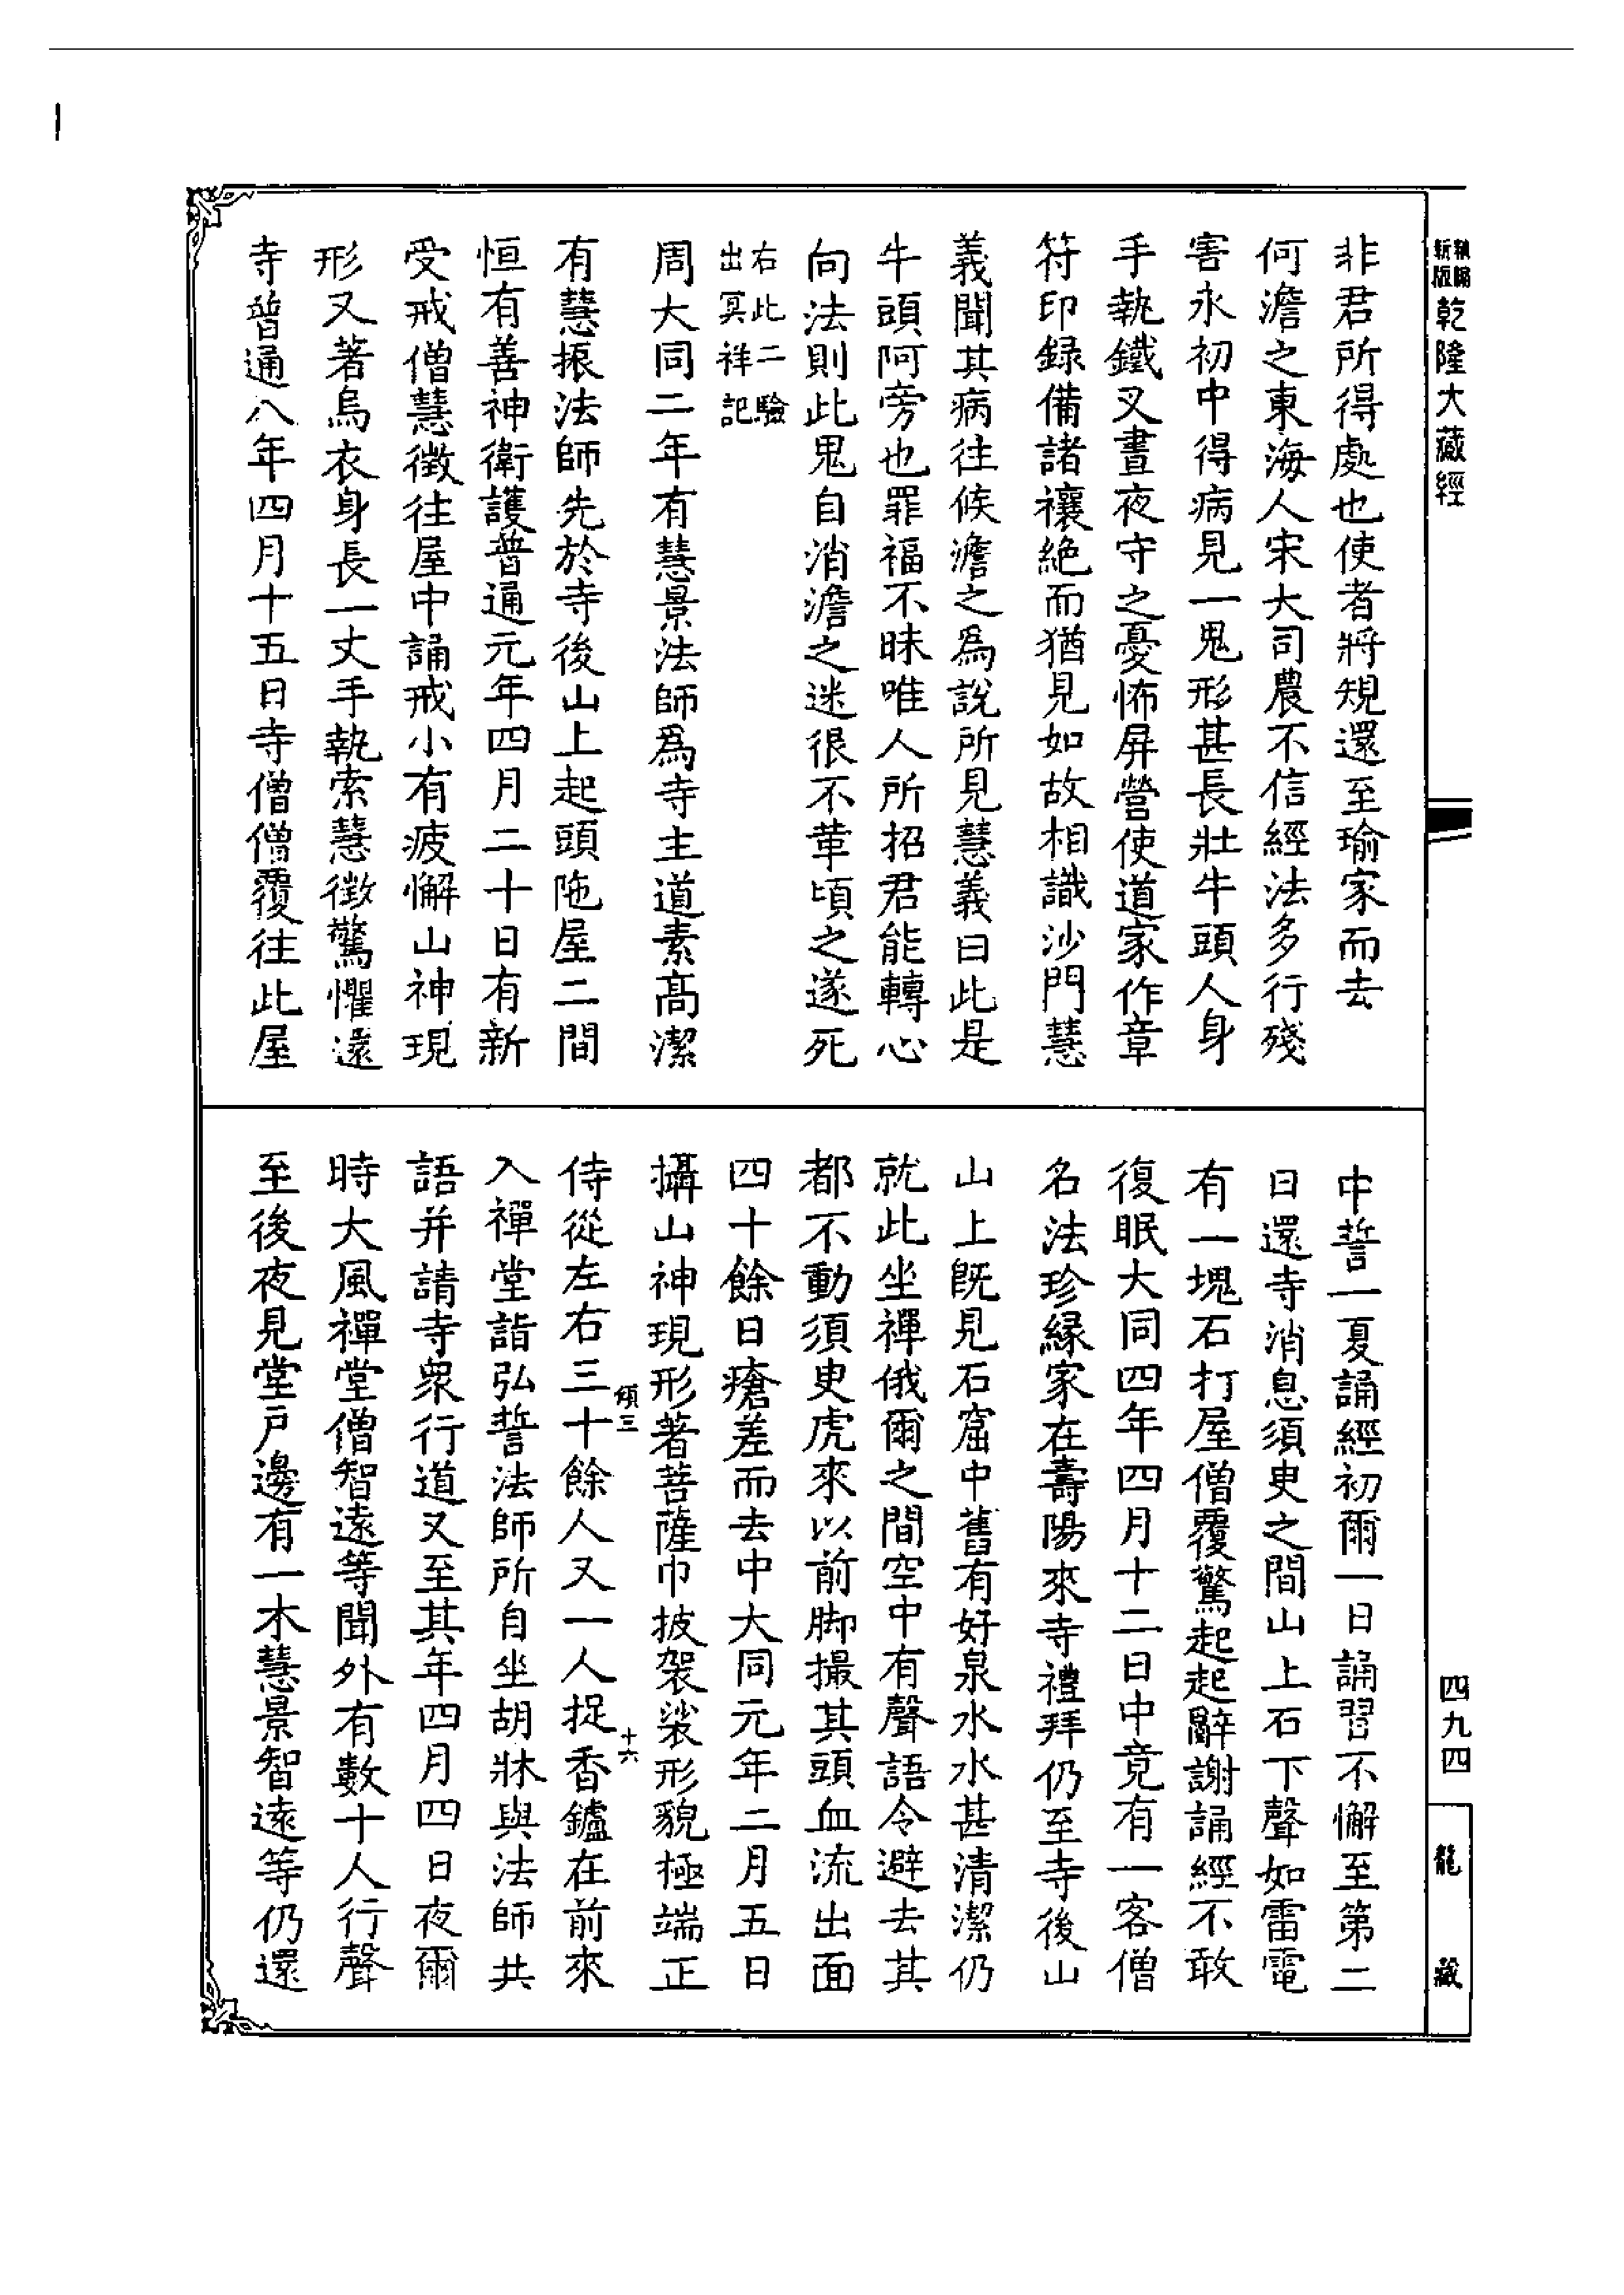 新版
乾隆大藏經
非君所得處也使者將規還至瑜家而去
何澹之東海人宋大司農不信經法多行殘
害永初中得病見一鬼形甚長壯牛頭人身
手執鐵叉晝夜守之憂怖屏營使道家作章
符印録備諸禳絶而猶見如故相識沙門慧
義聞其病往候澹之為說所見慧義曰此是
牛頭阿旁也罪福不昧唯人所招君能轉心
向法則此鬼自消澹之迷很不革頃之遂死
右此二驗
出冥祥記
周大同二年有慧景法師爲寺主道素髙潔
有慧振法師先於寺後山上起頭陁屋二間
恒有善神衛護普通元年四月二十日有新
受戒僧慧徴往屋中誦戒小有疲懈山神現
形又著烏衣身長一丈手執索慧徴驚懼還
寺普通八年四月十五日寺僧僧覆往此屋
中誓一夏誦經初爾一日誦習不懈至第二
日還寺消息須㬰之間山上石下聲如雷電
有一塊石打屋僧覆驚起起辭謝誦經不敢
復眠大同四年四月十二日中竟有一客僧
名法珍緣家在壽陽來寺禮拜仍至寺後山
山上旣見石窟中舊有好泉水水甚清潔仍
就此坐禪俄爾之間空中有聲語令避去其
都不動須㬰虎來以前脚撮其頭血流出面
四十餘日瘡差而去中大同元年二月五日
攝山神現形著菩薩巾披袈裟形貌極端正
侍從左右三十餘人又一人捉香鑪在前來
傾三
十六
入禪堂詣弘誓法師所自坐胡牀與法師共
語并請寺衆行道又至其年四月四日夜爾
時大風禪堂僧智遠等聞外有數十人行聲
至後夜見堂户邊有一木慧景智遠等仍還
四九四
龍藏